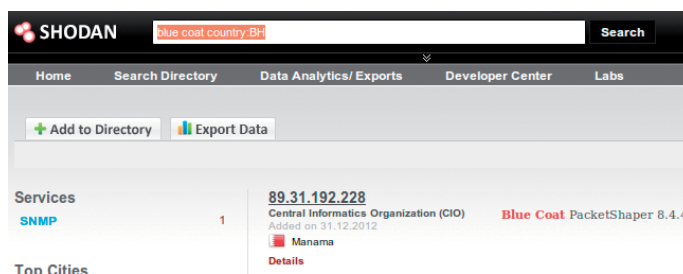 SHODAN
blue coat country:BH
Search
Home Search Directory Data Analytics/ Exports Developer Center Labs
Add to Directory Export Data
Services
SNMP 1
Top Cities
89.31.192.228
Central Informatics Organization (CIO)
Added on 31.12.2012
Manama
Details
Blue Coat PacketShaper 8.4.4